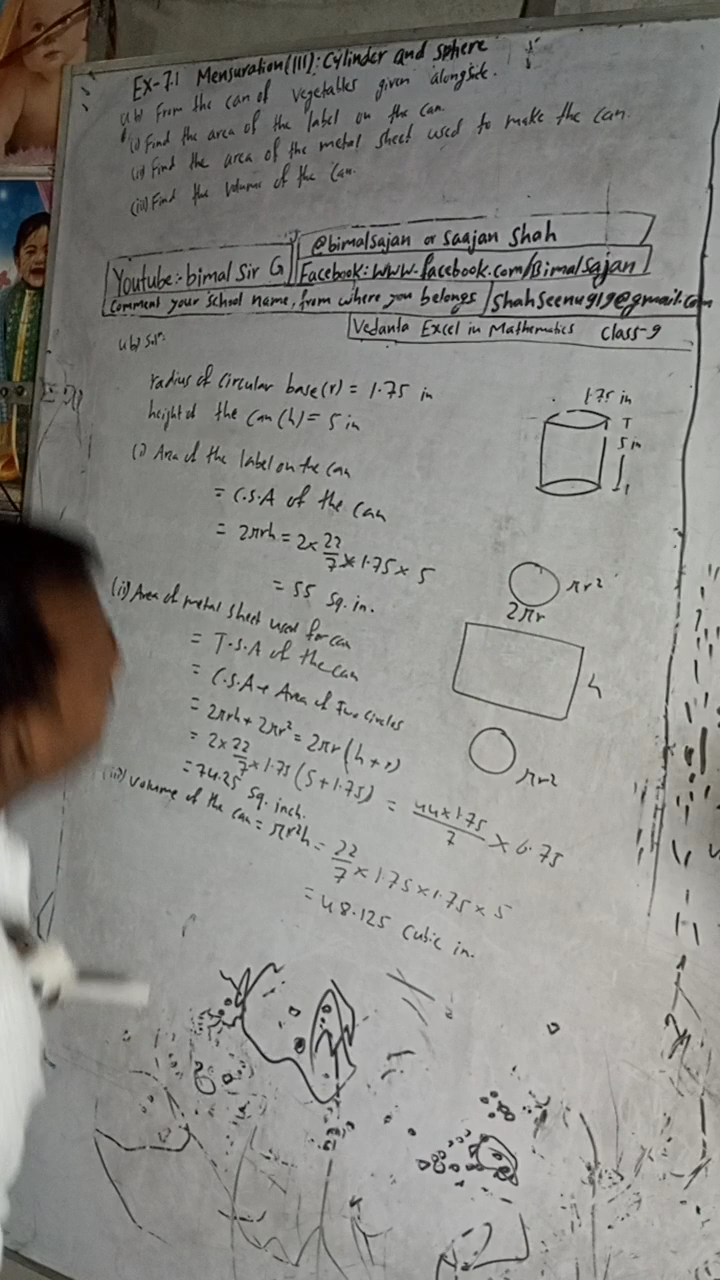 Ex-7.1 Mensuration(III): Cylinder and Sphere
4.b) From the can of vegetables given alongside.
(i) Find the area of the label on the can.
(ii) Find the area of the metal sheet used to make the can.
(iii) Find the volume of the can.
@bimalsajan or Saajan Shah
Youtube:- bimal Sir G
Facebook: WWW.facebook.com/Bimalsajan
Comment your school name, from where you belongs
Shahseenu919@gmail.com
Vedanta Excel in Mathematics Class-9
4.b) Solⁿ:
radius of circular base(r) = 1.75 in
height of the can (h) = 5 in
1.75 in
5 in
(i) Area of the label on the can
= C.S.A of the can
= 2πrh = 2 × 22/7 × 1.75 × 5
= 55 Sq. in.
πr²
2πr
h
πr²
(ii) Area of metal sheet used for can
= T.S.A of the can
= C.S.A + Area of two circles
= 2πrh + 2πr² = 2πr(h+r)
= 2×22/7×1.75(5+1.75) = 44×1.75/7 × 6.75
= 74.25 Sq. inch.
(iii) Volume of the can = πr²h = 22/7 × 1.75 × 1.75 × 5
= 48.125 Cubic in.